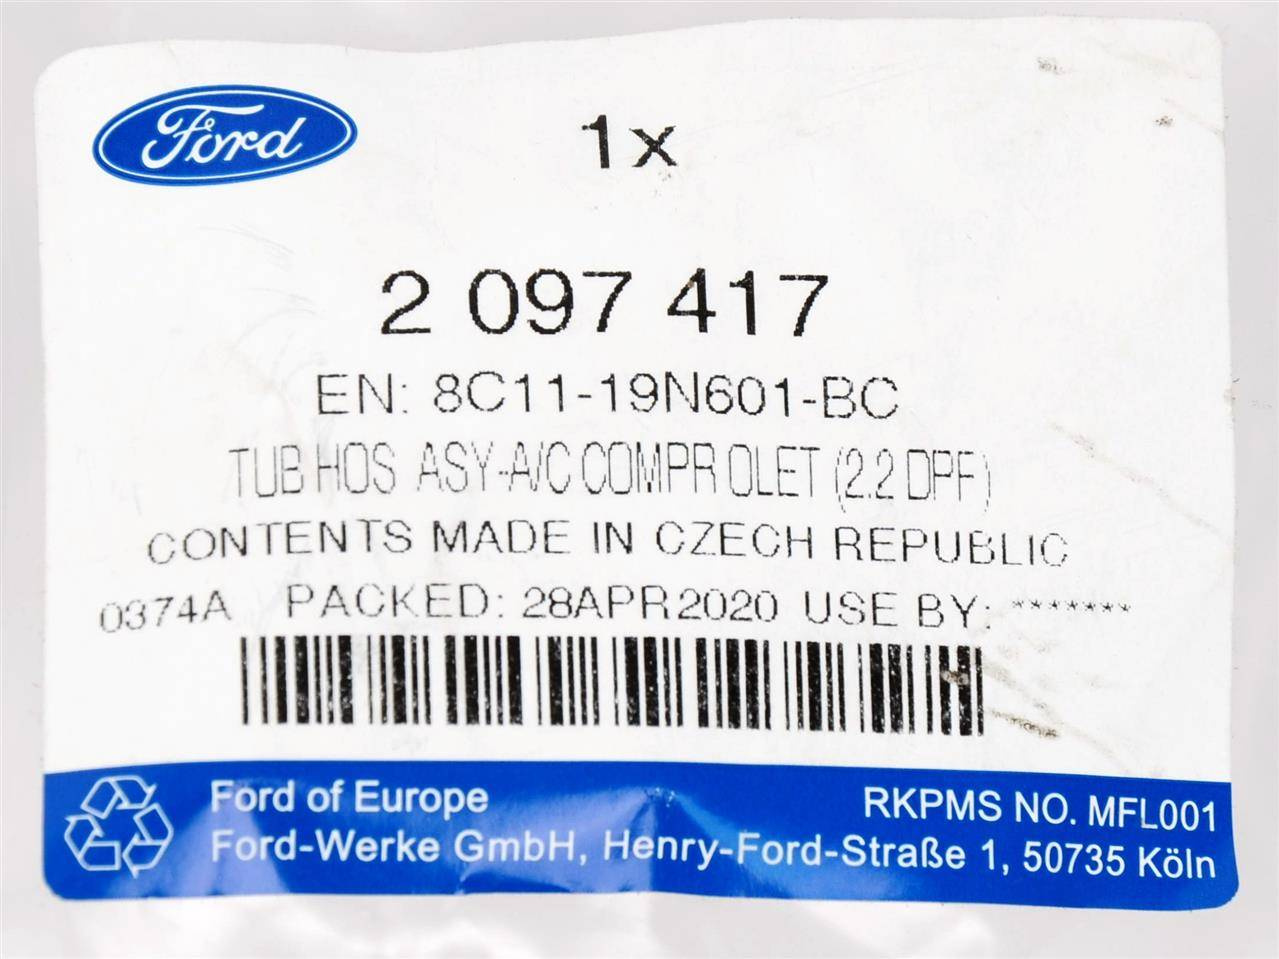 Ford
1x
2 097 417
EN: 8C11-19N601-BC
TUB HOS ASY-A/C COMPR OLET (2.2 DPF)
CONTENTS MADE IN CZECH REPUBLIC
0374A PACKED: 28APR2020 USE BY: *******
Ford of Europe
RKPMS NO. MFL001
Ford-Werke GmbH, Henry-Ford-Straße 1, 50735 Köln